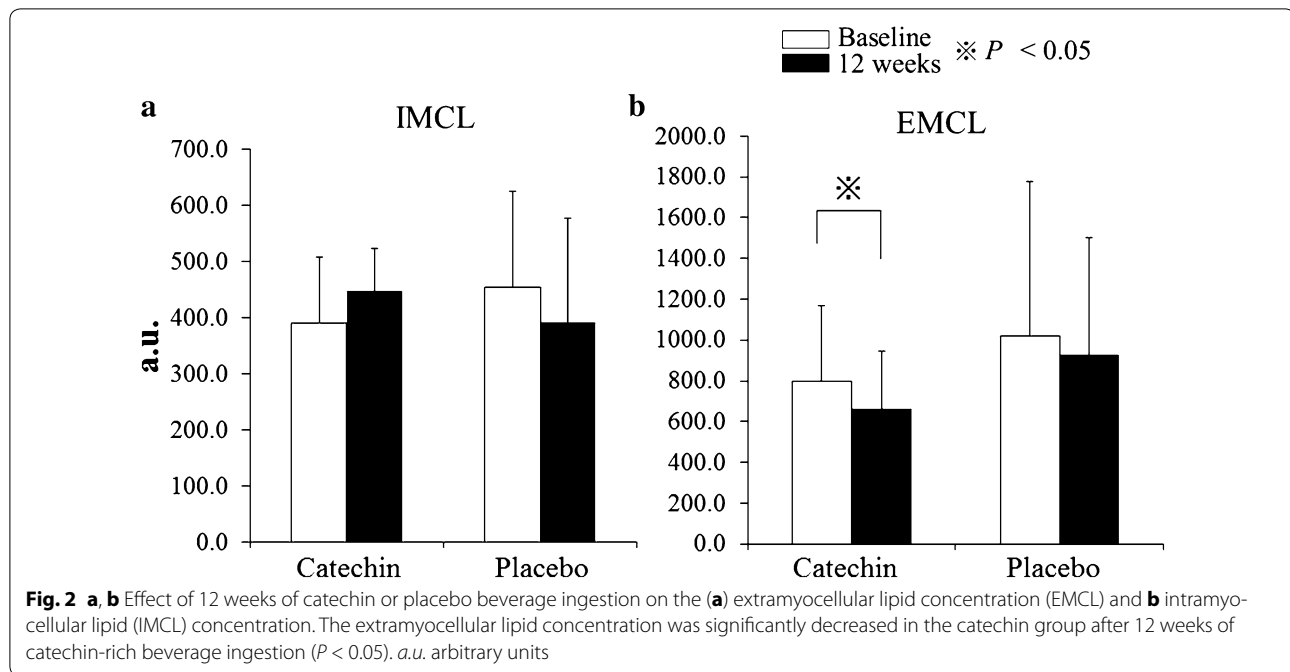 Baseline
12 weeks
※ P < 0.05
a
IMCL
700.0
600.0
500.0
400.0
300.0
200.0
100.0
0.0
a.u.
Catechin
Placebo
b
EMCL
2000.0
1800.0
1600.0
1400.0
1200.0
1000.0
800.0
600.0
400.0
200.0
0.0
※
Catechin
Placebo
Fig. 2 a, b Effect of 12 weeks of catechin or placebo beverage ingestion on the (a) extramyocellular lipid concentration (EMCL) and b intramyo-
cellular lipid (IMCL) concentration. The extramyocellular lipid concentration was significantly decreased in the catechin group after 12 weeks of
catechin-rich beverage ingestion (P < 0.05). a.u. arbitrary units